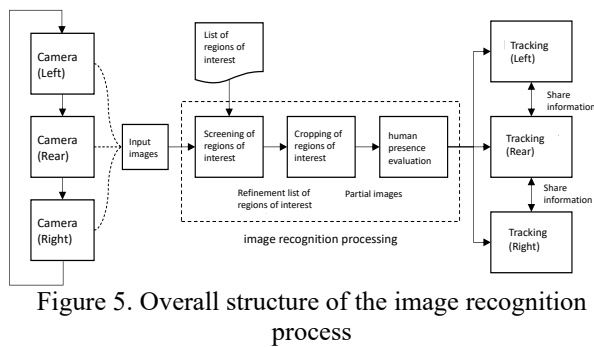 Camera
(Left)
Camera
(Rear)
Camera
(Right)
Input
images
List of
regions of
interest
Screening of
regions of
interest
Cropping of
regions of
interest
human
presence
evaluation
Refinement list of
regions of interest
Partial images
image recognition processing
Tracking
(Left)
Share
information
Tracking
(Rear)
Share
information
Tracking
(Right)
Figure 5. Overall structure of the image recognition
process